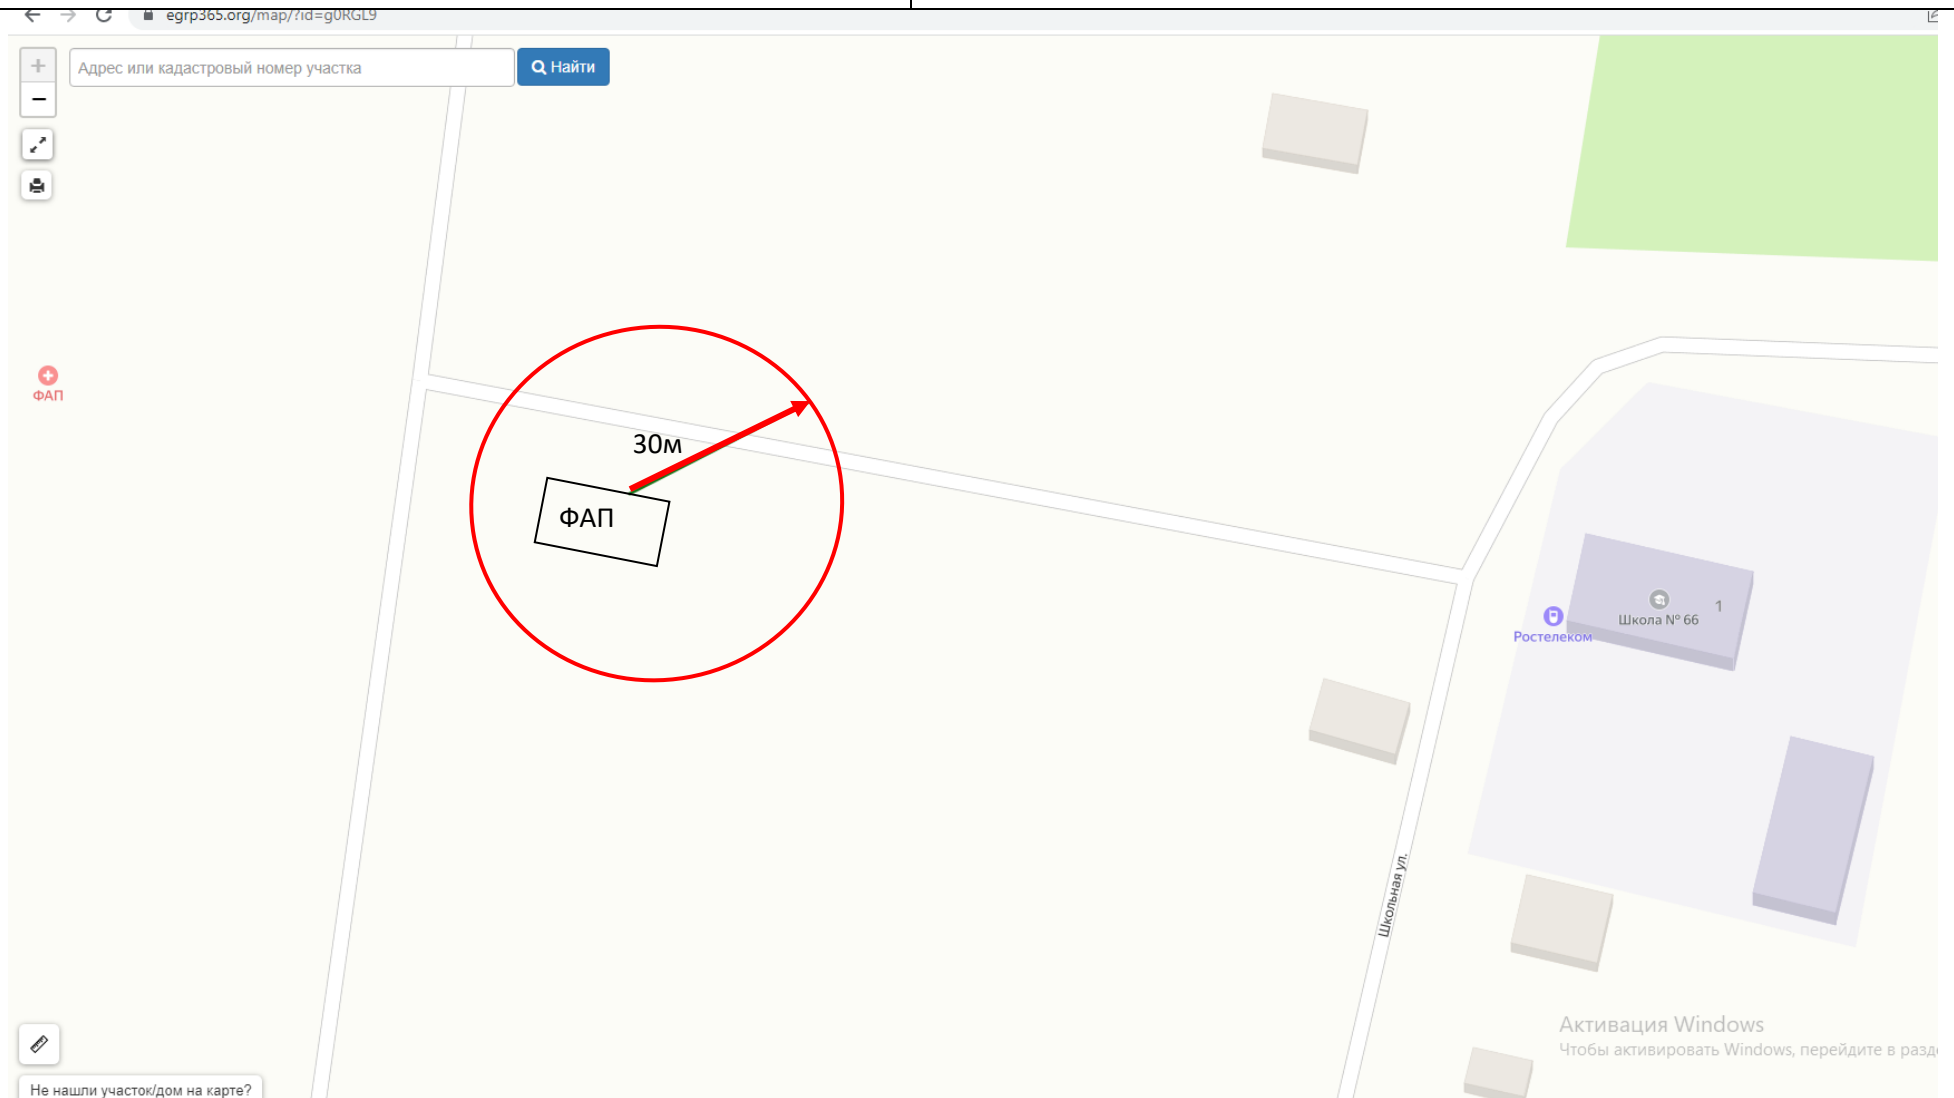 egrp365.org/map/?id=g0RGL9
+
Адрес или кадастровый номер участка
Найти
−
ФАП
30м
ФАП
1
Школа № 66
Ростелеком
Школьная ул.
Активация Windows
Чтобы активировать Windows, перейдите в
Не нашли участок/дом на карте?